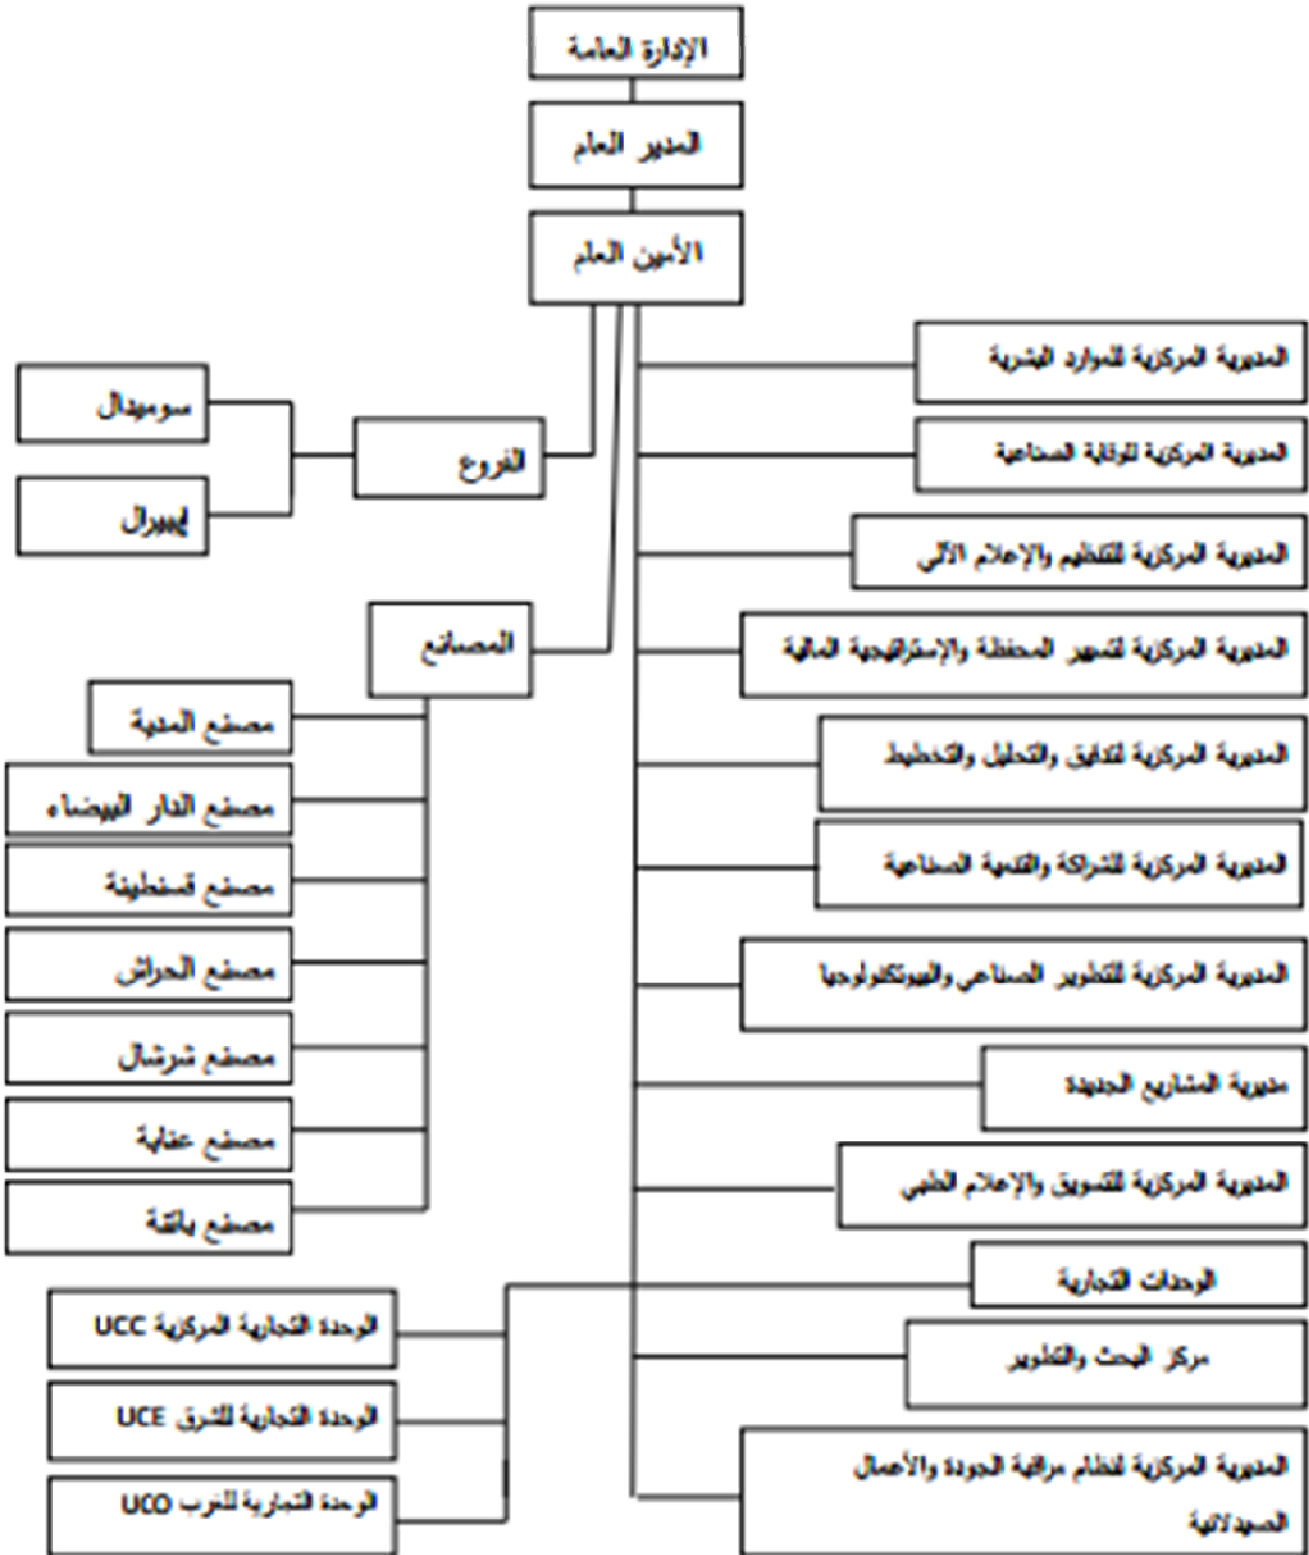 الإدارة العامة
المدير العام
الأمين العام
المديرية المركزية للموارد البشرية
المديرية المركزية للوقاية الصناعية
المديرية المركزية للتنظيم والإعلام الآلي
المديرية المركزية لتسيير المحفظة والإستراتيجية المالية
المديرية المركزية لتدقيق والتحليل والتخطيط
المديرية المركزية للشراكة والتنمية الصناعية
المديرية المركزية للتطوير الصناعي والبيوتكنولوجيا
مديرية المشاريع الجديدة
المديرية المركزية للتسويق والإعلام الطبي
الوحدات التجارية
مركز البحث والتطوير
المديرية المركزية لنظام مراقبة الجودة والأعمال
الصيدلانية
الفروع
سوميدال
إيبيرال
المصانع
مصنع المدية
مصنع الدار البيضاء
مصنع قسنطينة
مصنع الحراش
مصنع شرشال
مصنع عنابة
مصنع باتنة
الوحدة التجارية المركزية UCC
الوحدة التجارية للشرق UCE
الوحدة التجارية للغرب UCO